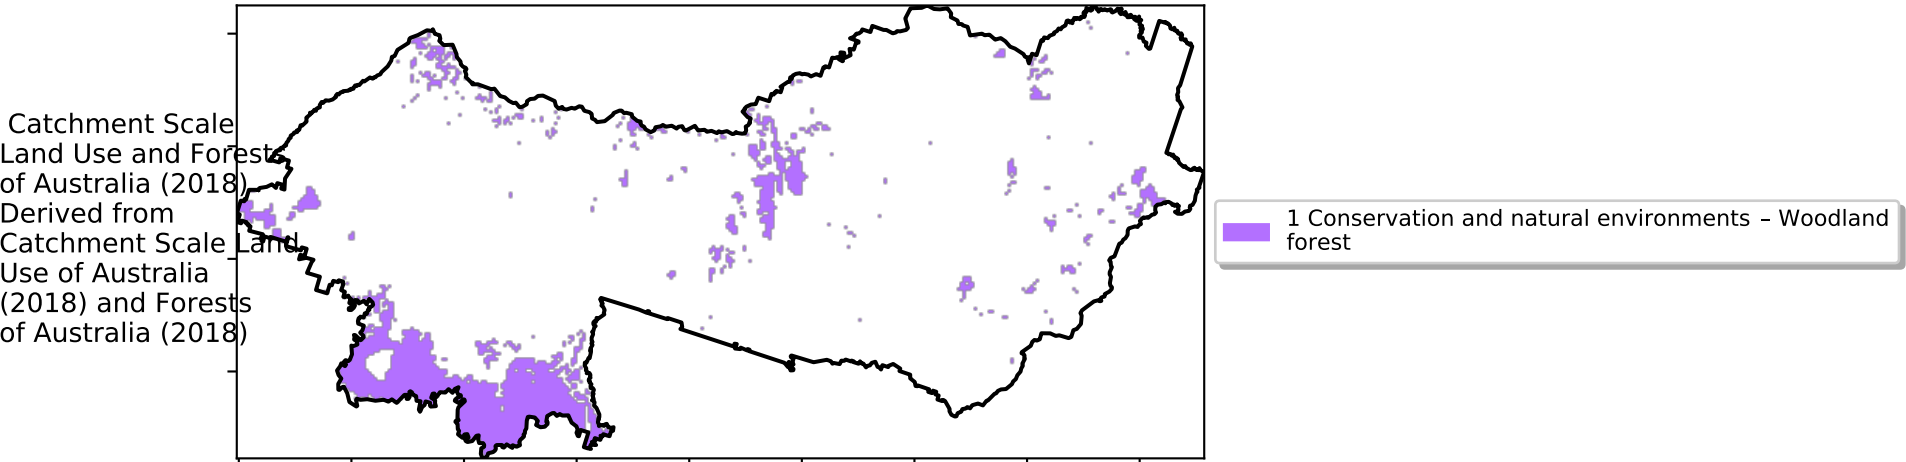 Catchment Scale
Land Use and Forests
of Australia (2018)
Derived from
Catchment Scale Land
Use of Australia
(2018) and Forests
of Australia (2018)
1 Conservation and natural environments – Woodland
forest